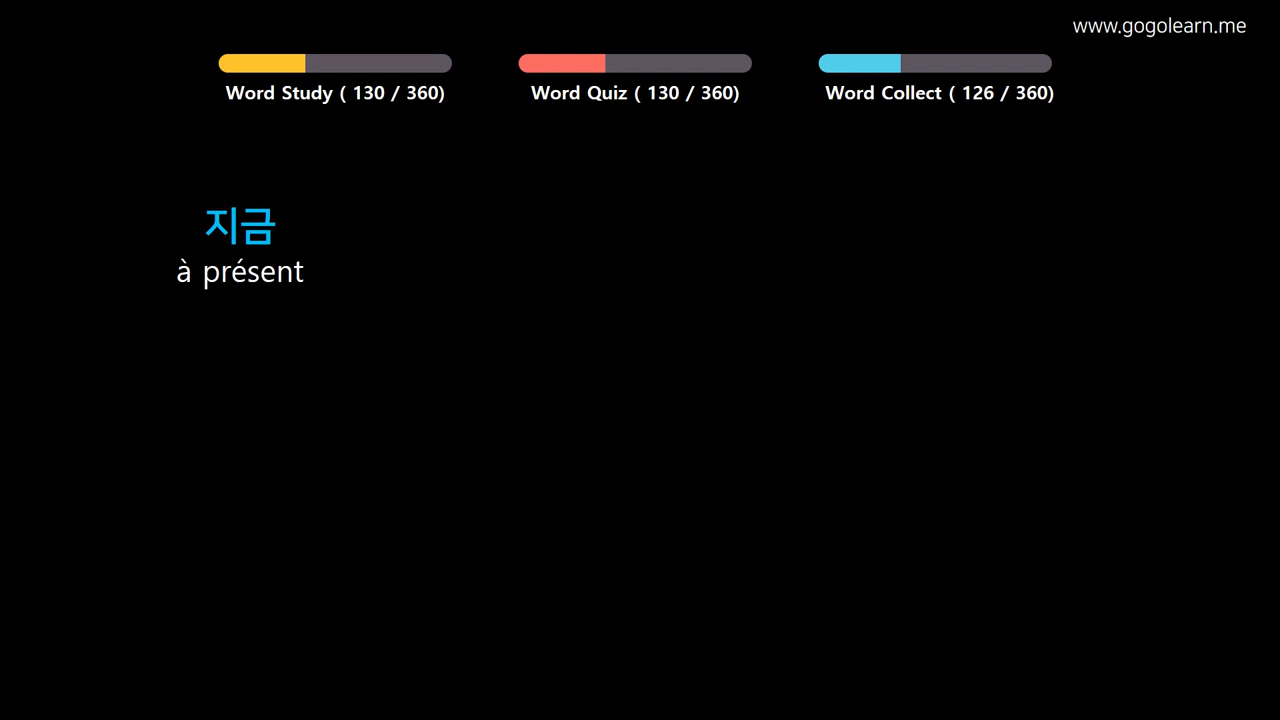 www.gogolearn.me
Word Study ( 130 / 360)
Word Quiz ( 130 / 360)
Word Collect ( 126 / 360)
지금
à présent